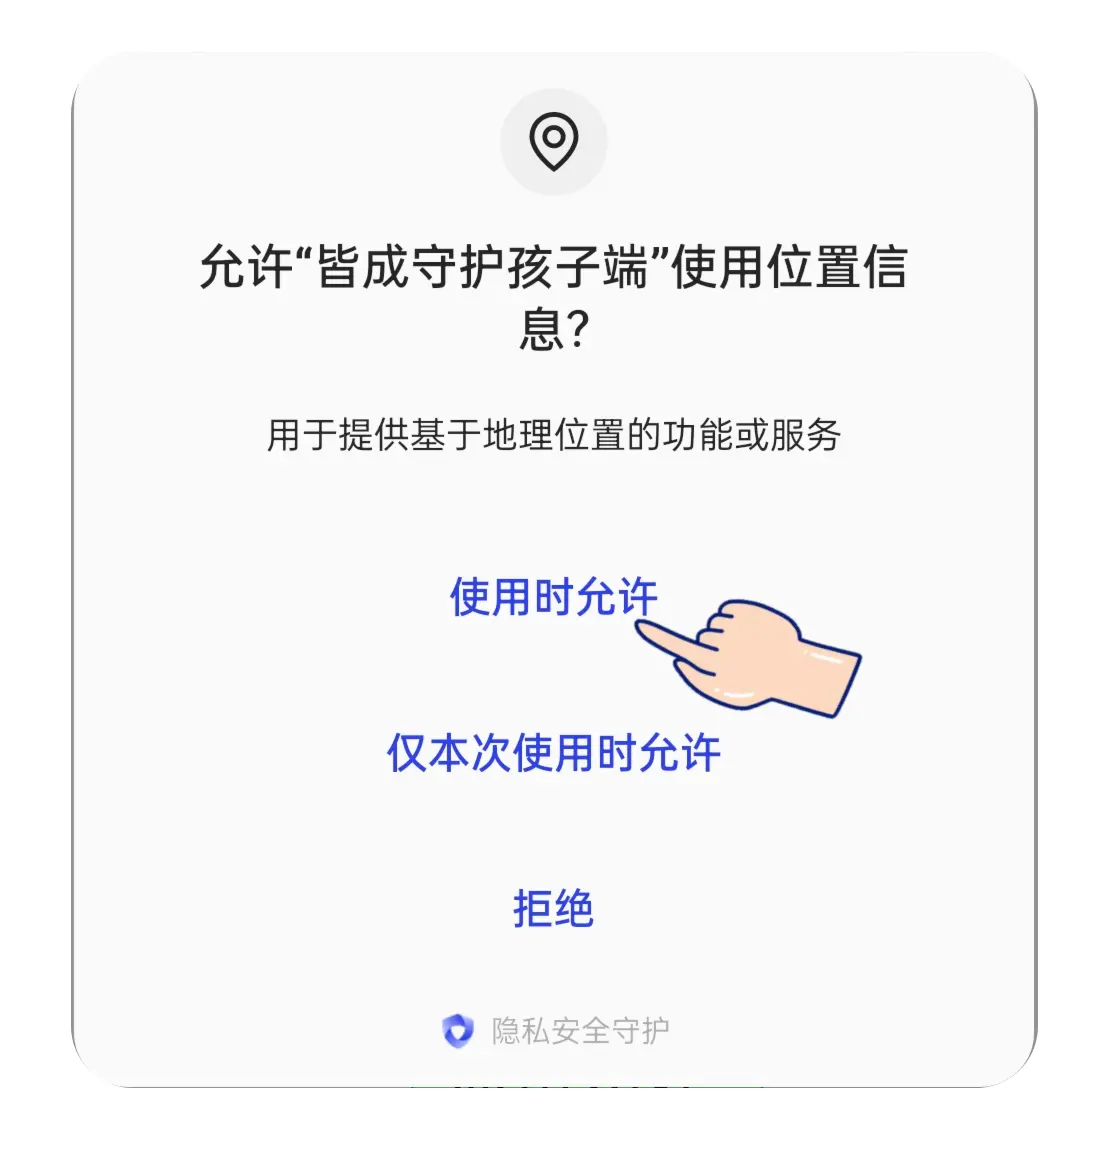 允许“皆成守护孩子端”使用位置信
息?
用于提供基于地理位置的功能或服务
使用时允许
仅本次使用时允许
拒绝
隐私安全守护